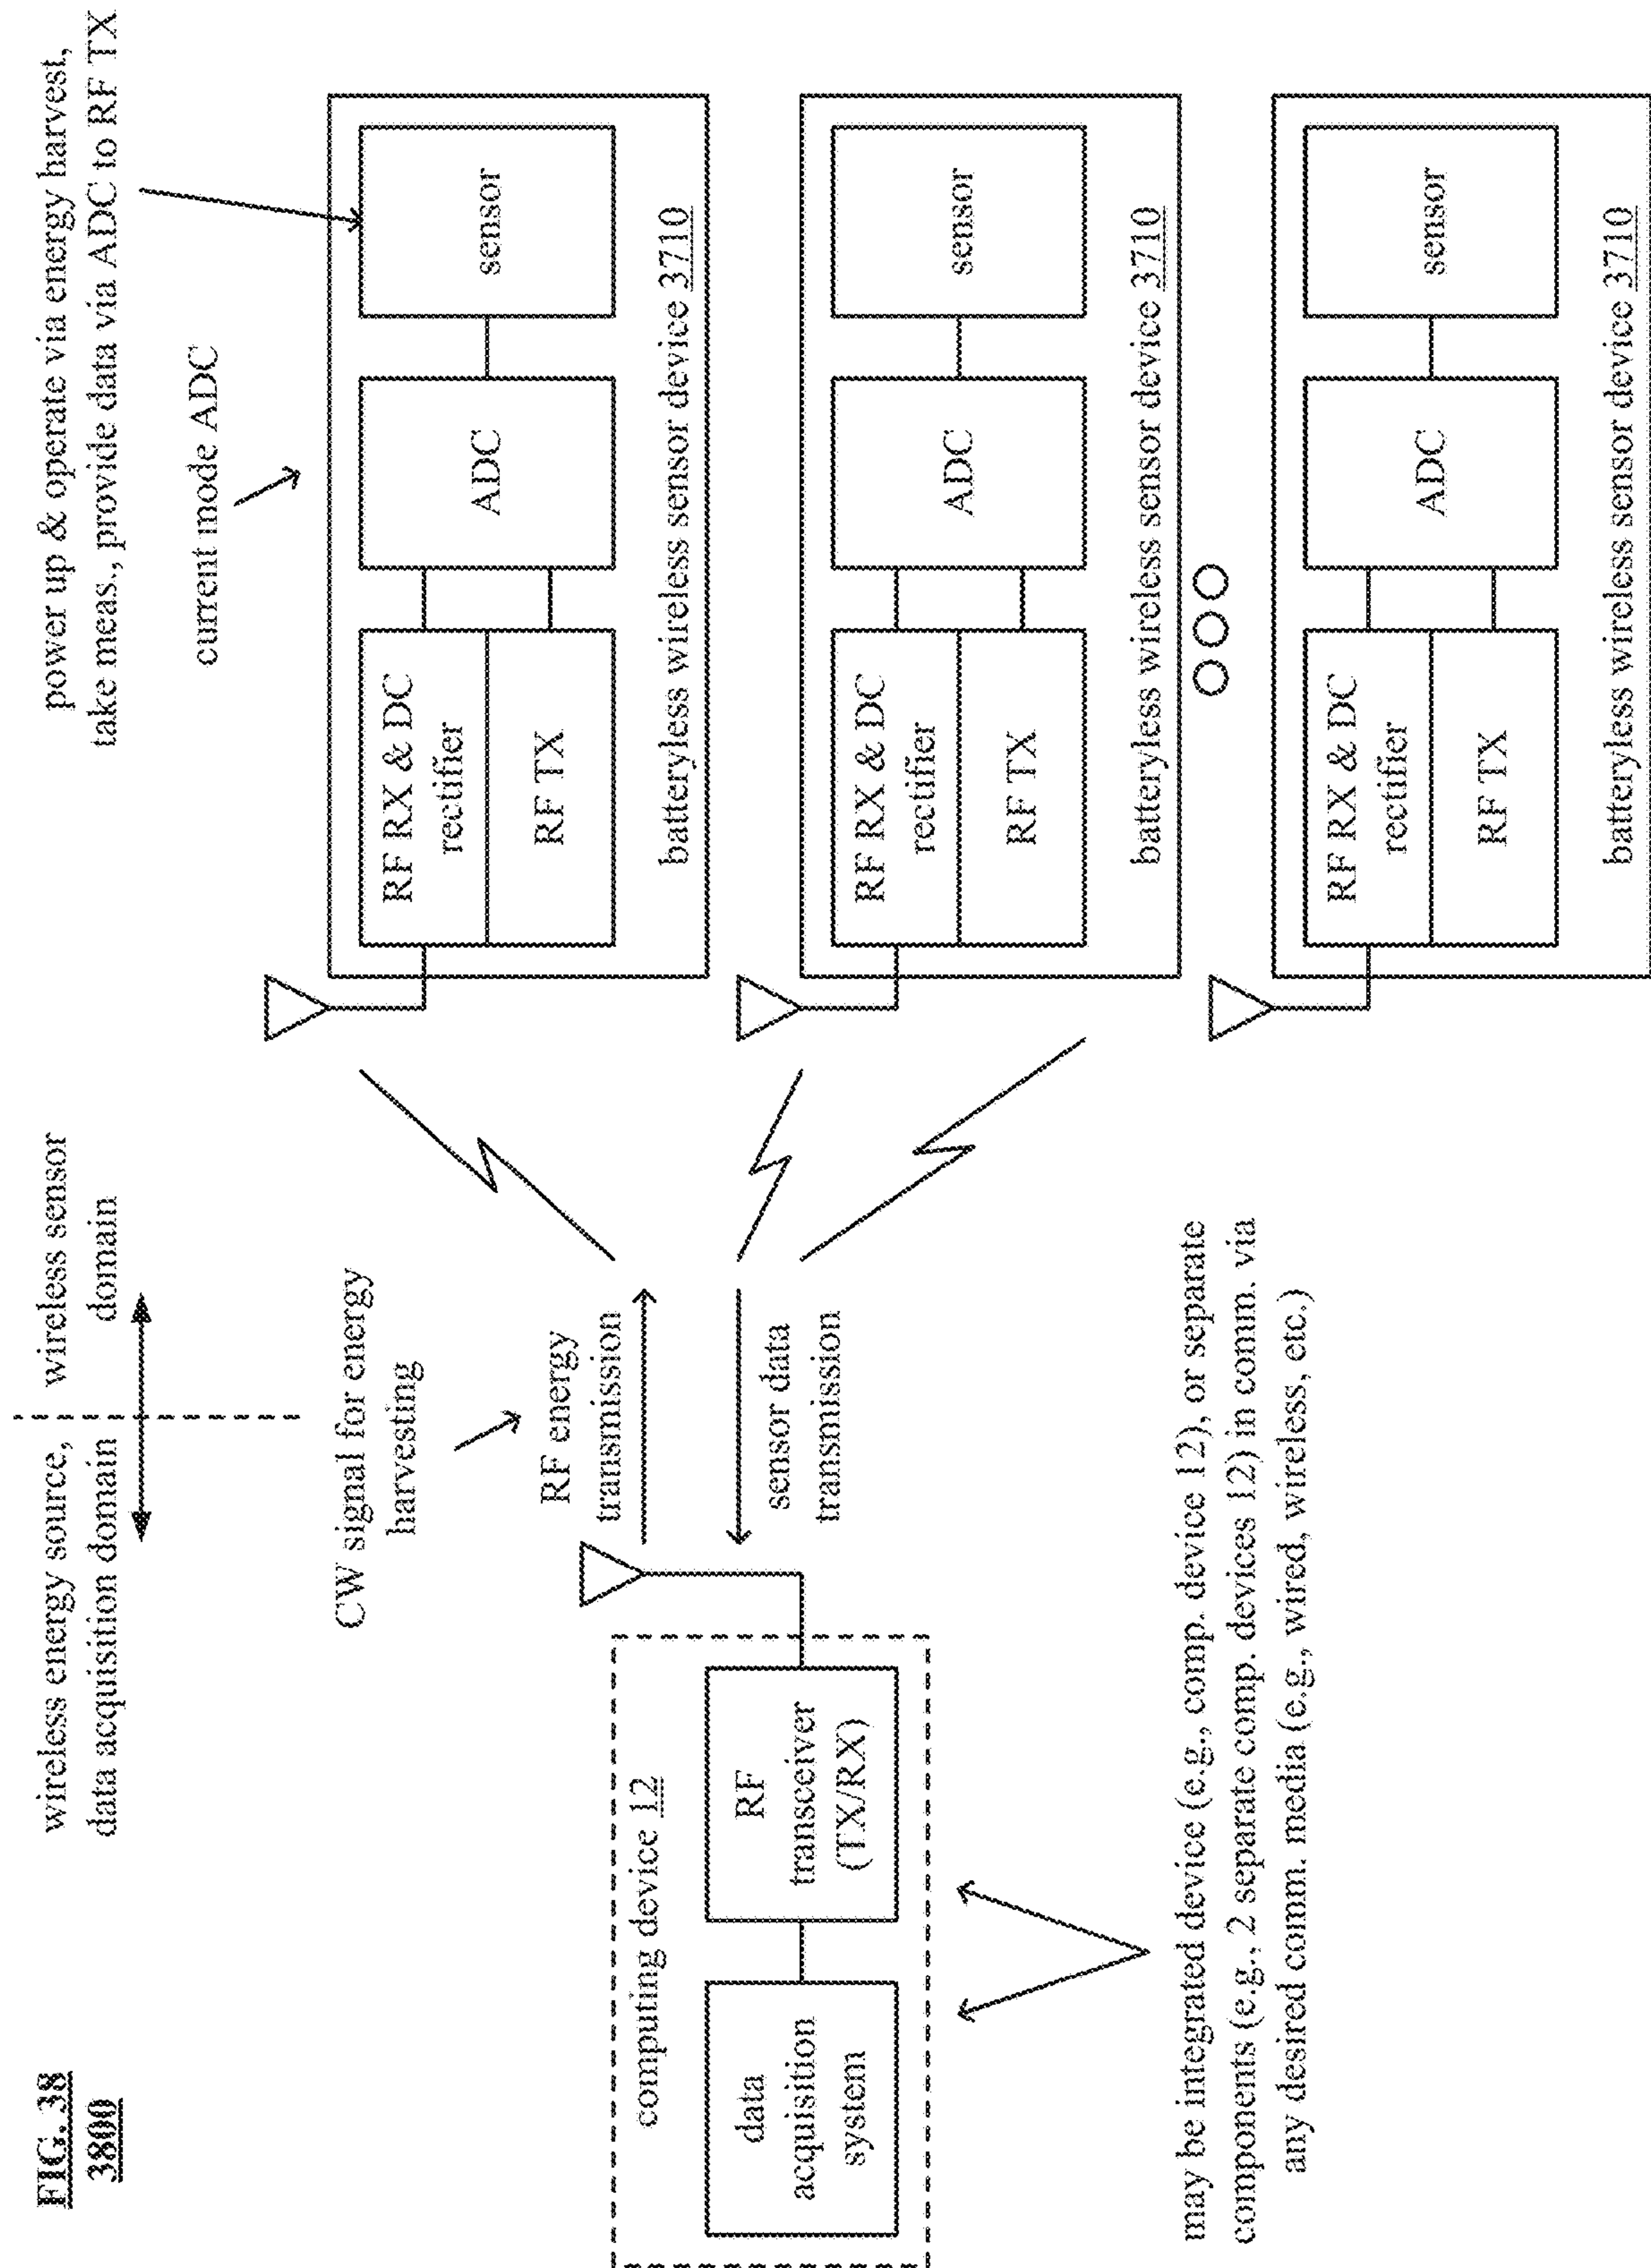 FIG. 38
3800
wireless energy source,
data acquisition domain
wireless sensor
domain
power up & operate via energy harvest,
take meas., provide data via ADC to RF TX
current mode ADC
CW signal for energy
harvesting
RF energy
transmission
sensor data
transmission
computing device 12
data
acquisition
system
RF
transceiver
(TX/RX)
may be integrated device (e.g., comp. device 12), or separate
components (e.g., 2 separate comp. devices 12) in comm. via
any desired comm. media (e.g., wired, wireless, etc.)
RF RX & DC
rectifier
RF TX
ADC
sensor
batteryless wireless sensor device 3710
RF RX & DC
rectifier
RF TX
ADC
sensor
batteryless wireless sensor device 3710
RF RX & DC
rectifier
RF TX
ADC
sensor
batteryless wireless sensor device 3710